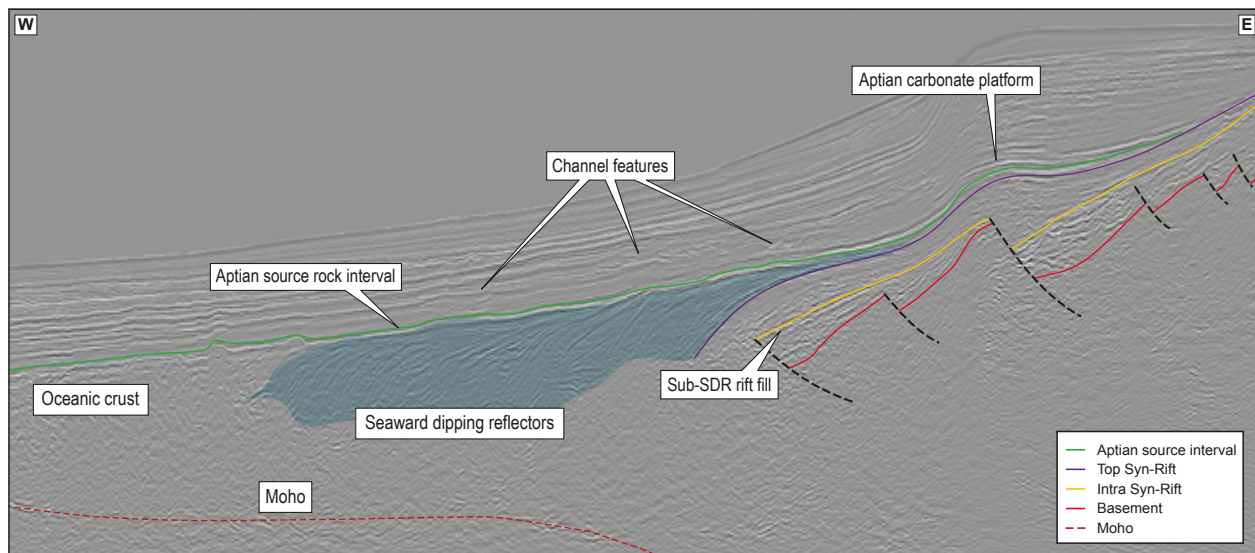 W
E
Aptian carbonate platform
Channel features
Aptian source rock interval
Oceanic crust
Sub-SDR rift fill
Seaward dipping reflectors
Moho
Aptian source interval
Top Syn-Rift
Intra Syn-Rift
Basement
Moho